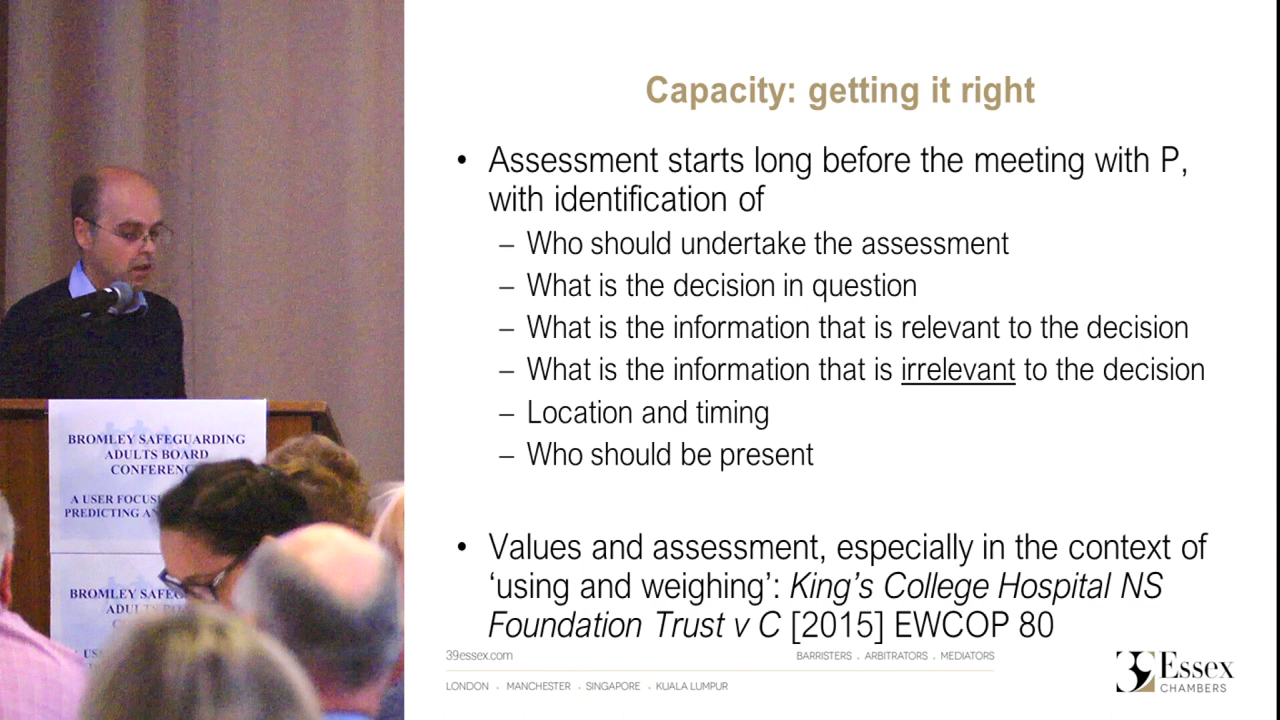 Capacity: getting it right
• Assessment starts long before the meeting with P,
with identification of
– Who should undertake the assessment
– What is the decision in question
– What is the information that is relevant to the decision
– What is the information that is irrelevant to the decision
– Location and timing
– Who should be present
• Values and assessment, especially in the context of
‘using and weighing’: King’s College Hospital NS
Foundation Trust v C [2015] EWCOP 80
39essex.com
BARRISTERS . ARBITRATORS . MEDIATORS
LONDON . MANCHESTER . SINGAPORE . KUALA LUMPUR
39 Essex
CHAMBERS
BROMLEY SAFEGUARDING
ADULTS BOARD
CONFERENC
A USER FOCUS
PREDICTING AN
BROMLEY SAFEG